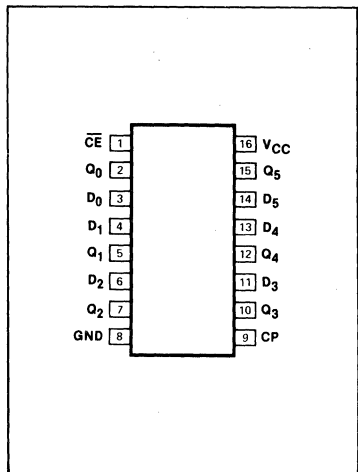 C̅E̅ 1 16 VCC
Q0 2 15 Q5
D0 3 14 D5
D1 4 13 D4
Q1 5 12 Q4
D2 6 11 D3
Q2 7 10 Q3
GND 8 9 CP